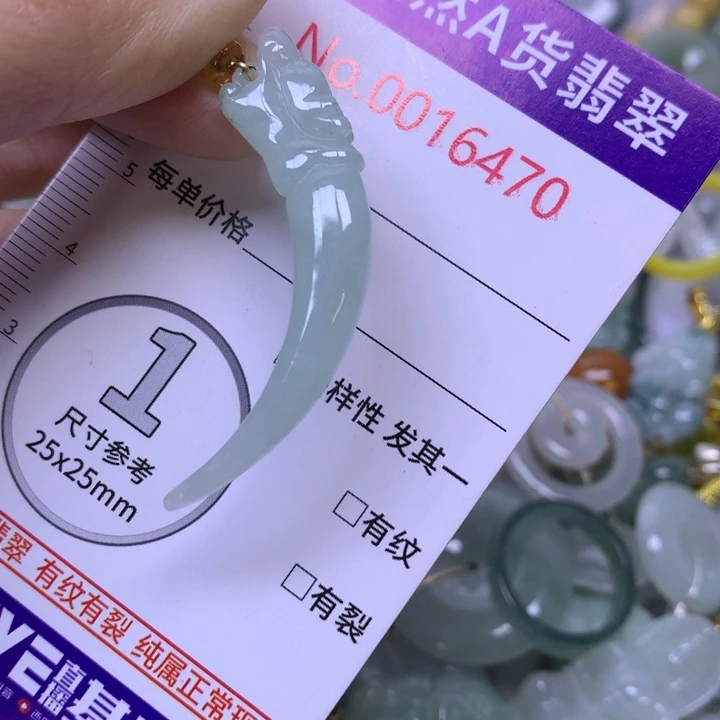 然A货翡翠
No.0016470
5
每单价格
4
3
1
尺寸参考
25x25mm
样性 发其一
□有纹
□有裂
翡翠 有纹有裂 纯属正常现